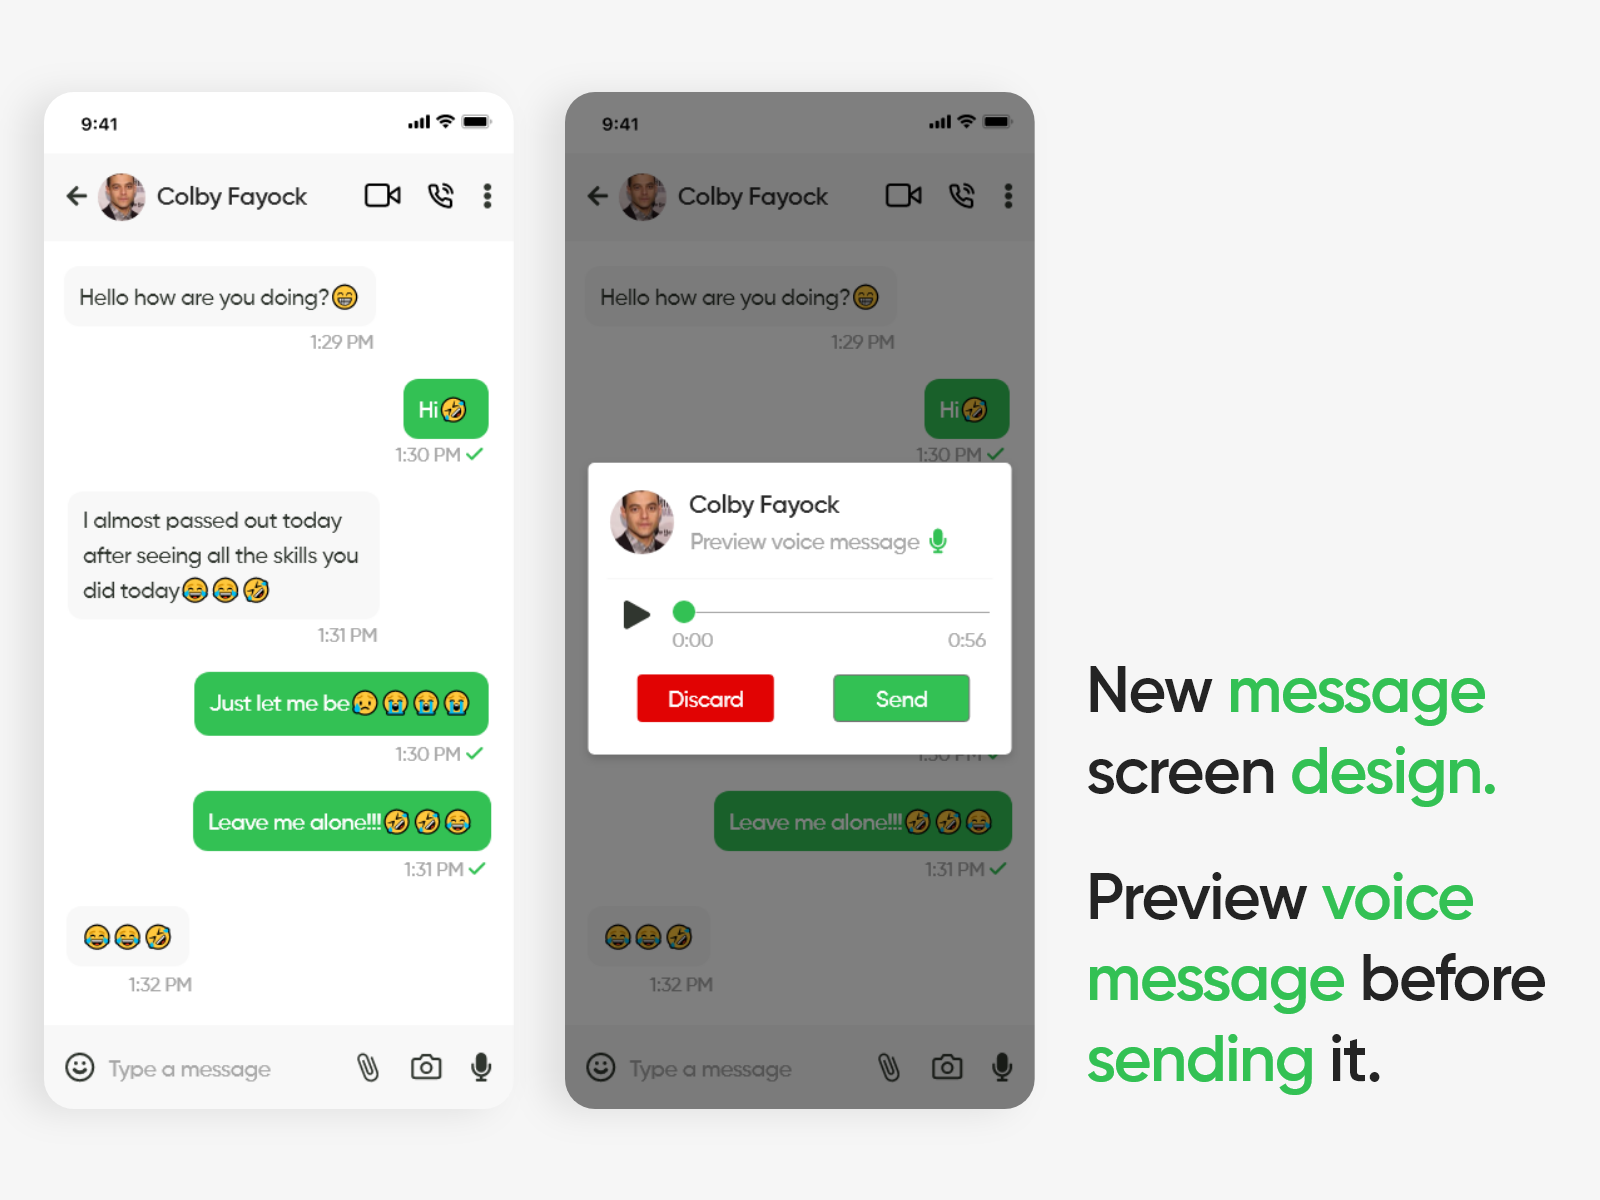 9:41
Colby Fayock
Hello how are you doing?😁
1:29 PM
Hi🤣
1:30 PM
I almost passed out today
after seeing all the skills you
did today😂😂🤣
1:31 PM
Just let me be😥😭😭😭
1:30 PM
Leave me alone!!!🤣🤣😂
1:31 PM
😂😂🤣
1:32 PM
Type a message
9:41
Colby Fayock
Hello how are you doing?😁
1:29 PM
Hi🤣
1:30 PM
Colby Fayock
Preview voice message
0:00 0:56
Discard Send
1:30 PM
Leave me alone!!!🤣🤣😂
1:31 PM
😂😂🤣
1:32 PM
Type a message
New message
screen design.
Preview voice
message before
sending it.